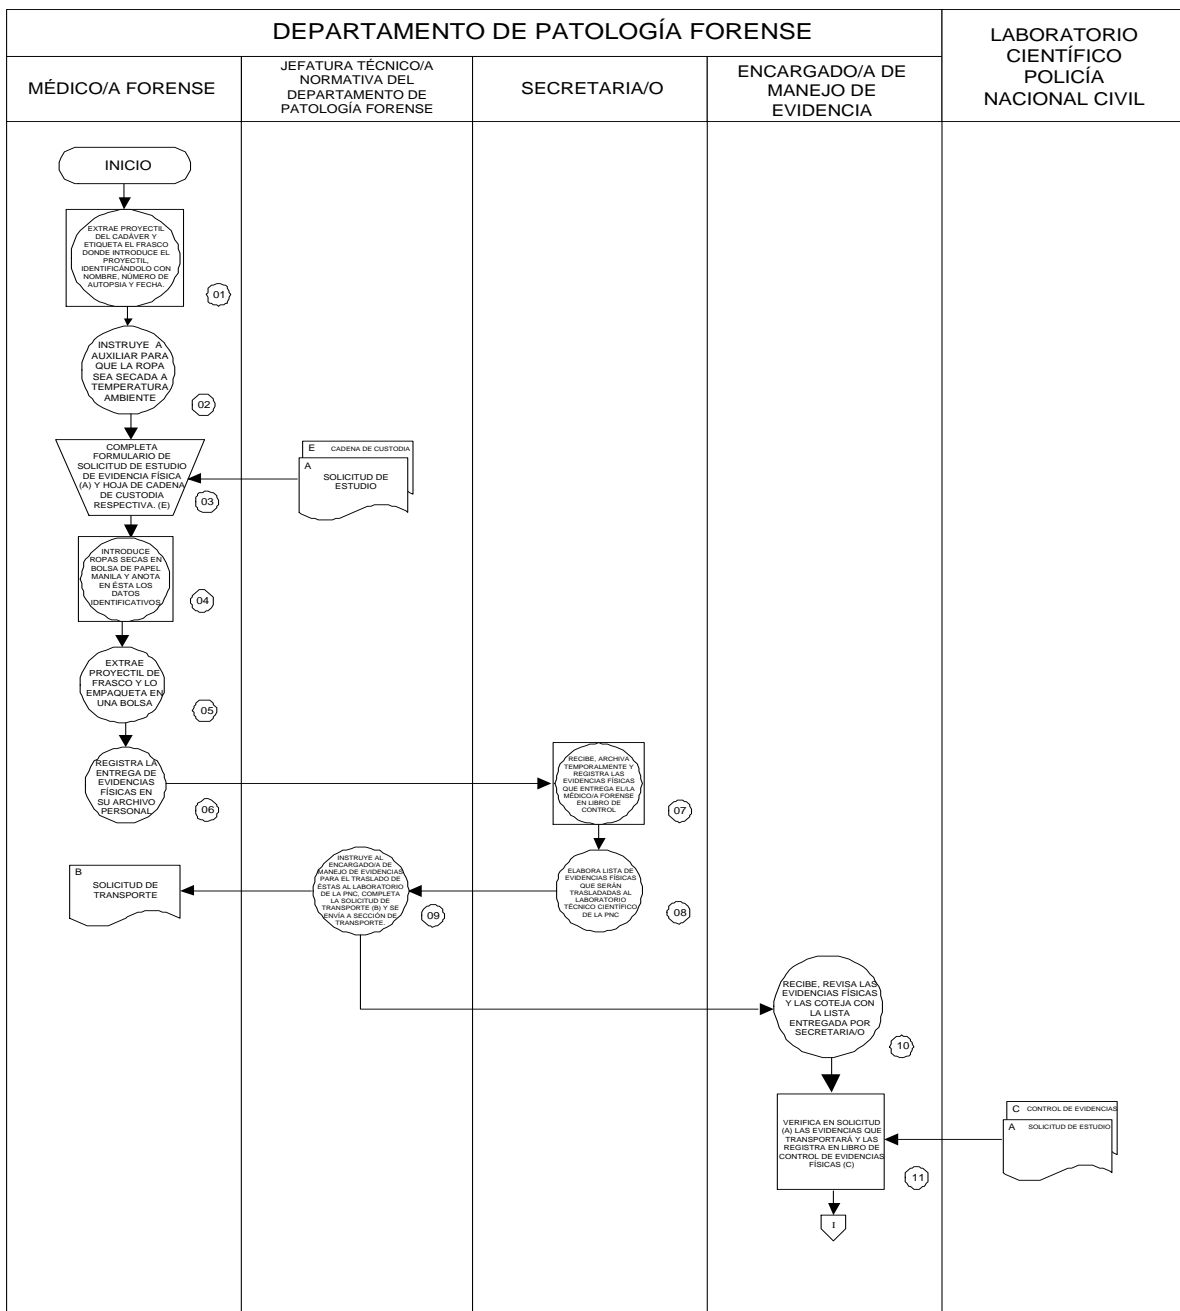 DEPARTAMENTO DE PATOLOGÍA FORENSE
LABORATORIO
CIENTÍFICO
POLICÍA
NACIONAL CIVIL
MÉDICO/A FORENSE
JEFATURA TÉCNICO/A
NORMATIVA DEL
DEPARTAMENTO DE
PATOLOGÍA FORENSE
SECRETARIA/O
ENCARGADO/A DE
MANEJO DE
EVIDENCIA
INICIO
EXTRAE PROYECTIL
DEL CADÁVER Y
ETIQUETA EL FRASCO
DONDE INTRODUCE EL
PROYECTIL,
IDENTIFICÁNDOLO CON
NOMBRE, NÚMERO DE
AUTOPSIA Y FECHA.
01
INSTRUYE A
AUXILIAR PARA
QUE LA ROPA
SEA SECADA A
TEMPERATURA
AMBIENTE
02
COMPLETA
FORMULARIO DE
SOLICITUD DE ESTUDIO
DE EVIDENCIA FÍSICA
(A) Y HOJA DE CADENA
DE CUSTODIA
RESPECTIVA. (E)
03
E CADENA DE CUSTODIA
A
SOLICITUD DE
ESTUDIO
INTRODUCE
ROPAS SECAS EN
BOLSA DE PAPEL
MANILA Y ANOTA
EN ÉSTA LOS
DATOS
IDENTIFICATIVOS
04
EXTRAE
PROYECTIL DE
FRASCO Y LO
EMPAQUETA EN
UNA BOLSA
05
REGISTRA LA
ENTREGA DE
EVIDENCIAS
FÍSICAS EN
SU ARCHIVO
PERSONAL
06
RECIBE, ARCHIVA
TEMPORALMENTE Y
REGISTRA LAS
EVIDENCIAS FÍSICAS
QUE ENTREGA EL/LA
MÉDICO/A FORENSE
EN LIBRO DE
CONTROL
07
ELABORA LISTA DE
EVIDENCIAS FÍSICAS
QUE SERÁN
TRASLADADAS AL
LABORATORIO
TÉCNICO CIENTÍFICO
DE LA PNC
08
INSTRUYE AL
ENCARGADO/A DE
MANEJO DE EVIDENCIAS
PARA EL TRASLADO DE
ÉSTAS AL LABORATORIO
DE LA PNC, COMPLETA
LA SOLICITUD DE
TRANSPORTE (B) Y SE
ENVÍA A SECCIÓN DE
TRANSPORTE.
09
B
SOLICITUD DE
TRANSPORTE
RECIBE, REVISA LAS
EVIDENCIAS FÍSICAS
Y LAS COTEJA CON
LA LISTA
ENTREGADA POR
SECRETARIA/O
10
VERIFICA EN SOLICITUD
(A) LAS EVIDENCIAS QUE
TRANSPORTARÁ Y LAS
REGISTRA EN LIBRO DE
CONTROL DE EVIDENCIAS
FÍSICAS (C)
11
C CONTROL DE EVIDENCIAS
A SOLICITUD DE ESTUDIO
I